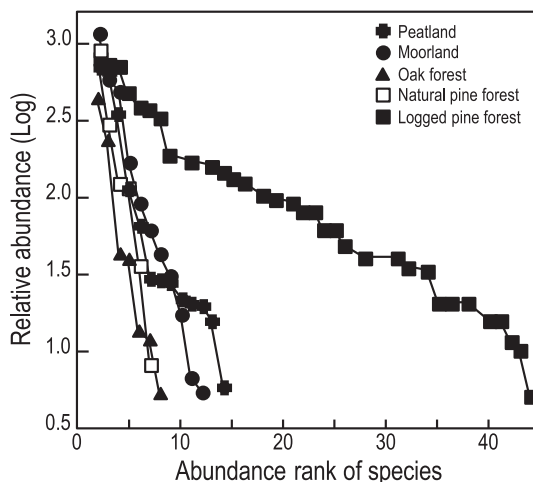 3.0
2.5
2.0
1.5
1.0
0.5
Relative abundance (Log)
Peatland
Moorland
Oak forest
Natural pine forest
Logged pine forest
0 10 20 30 40
Abundance rank of species